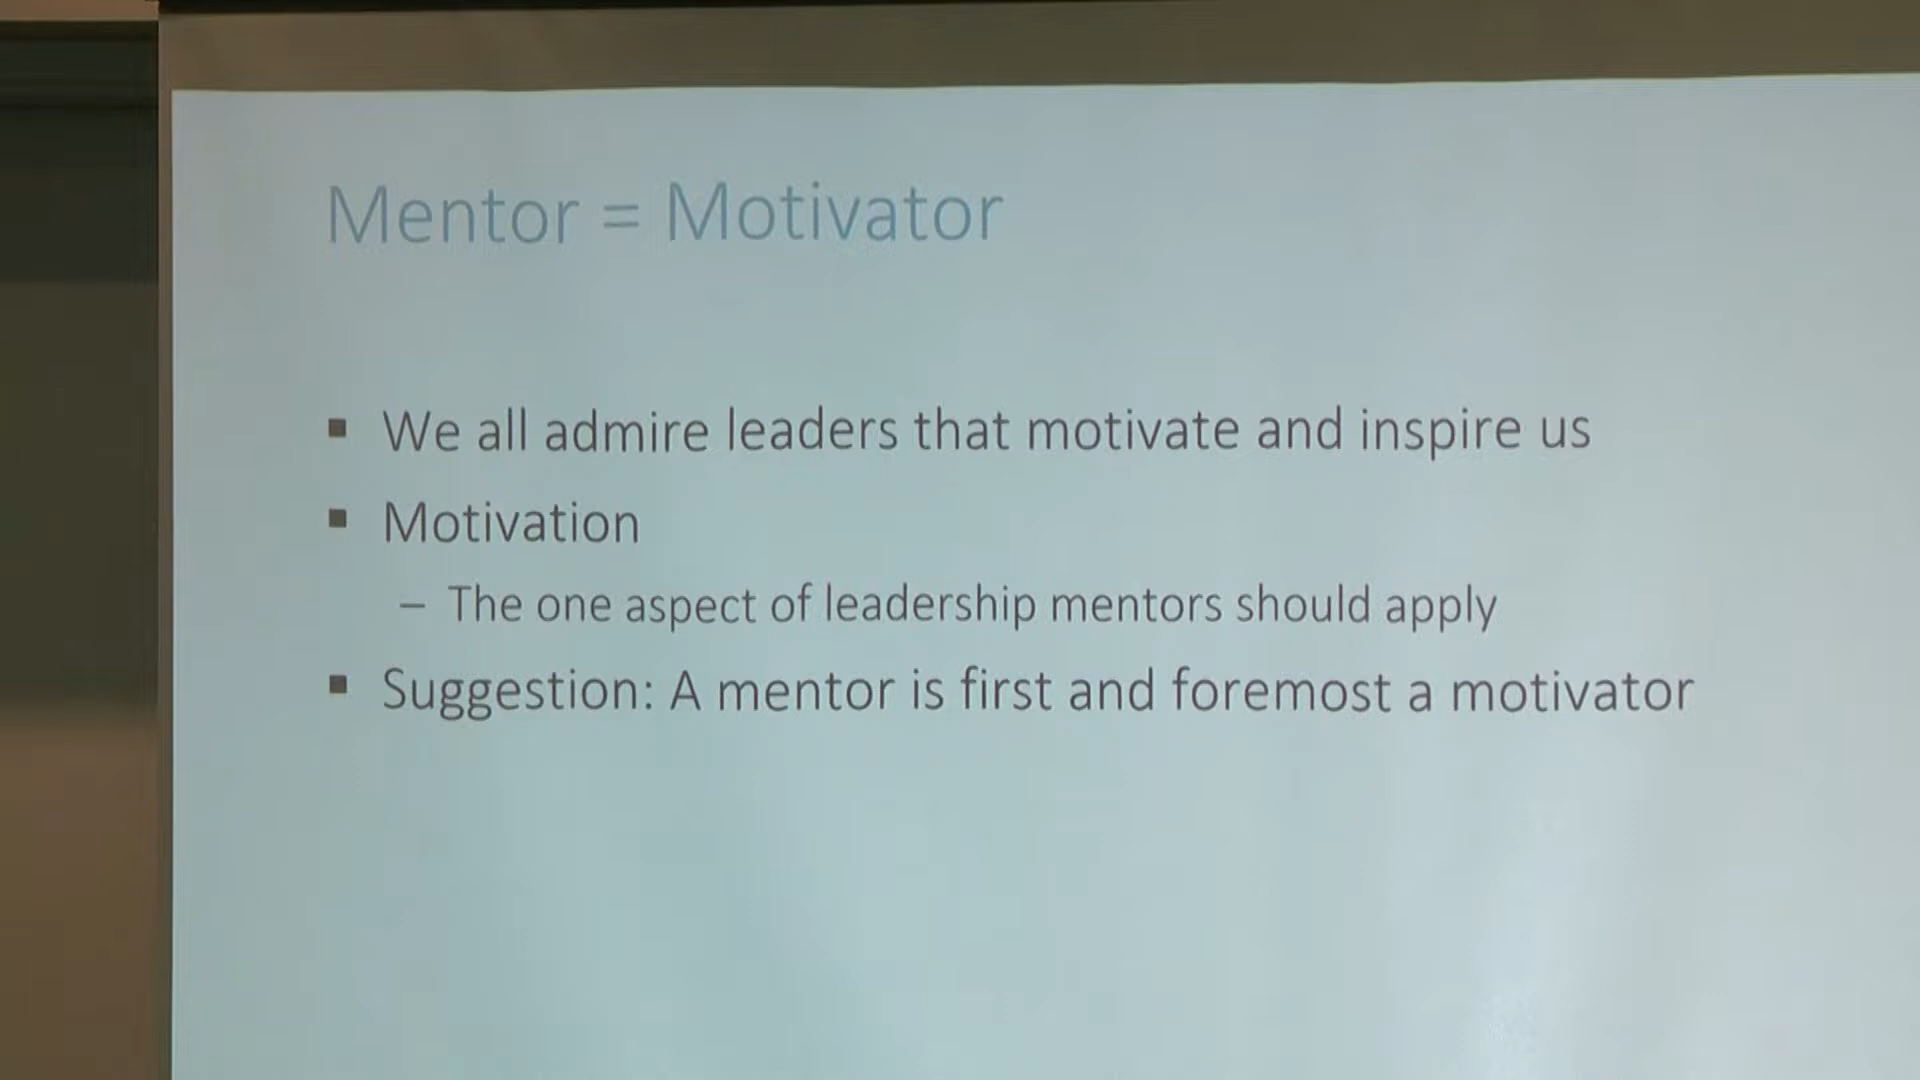 Mentor = Motivator
▪ We all admire leaders that motivate and inspire us
▪ Motivation
– The one aspect of leadership mentors should apply
▪ Suggestion: A mentor is first and foremost a motivator